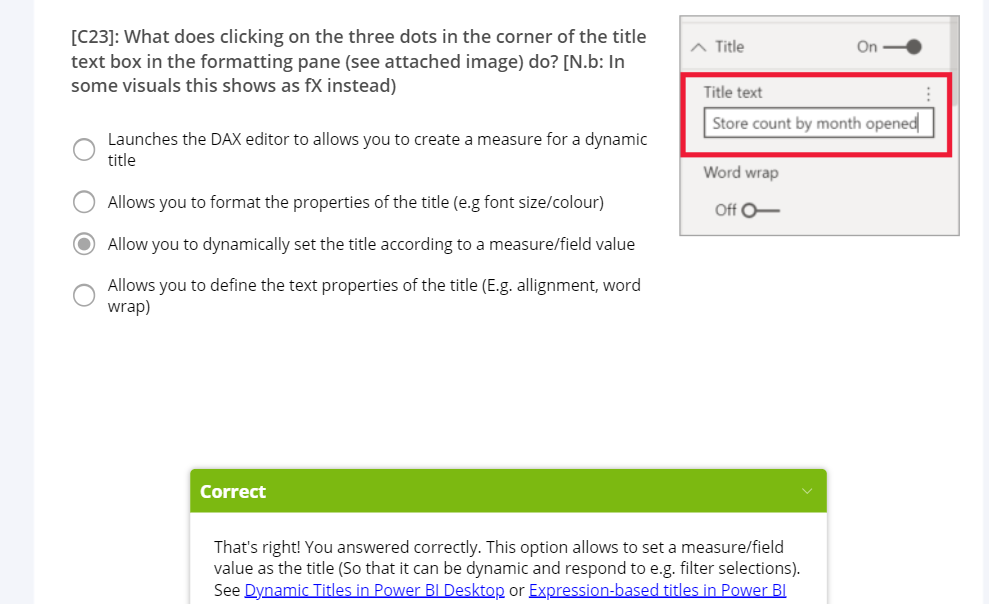 [C23]: What does clicking on the three dots in the corner of the title
text box in the formatting pane (see attached image) do? [N.b: In
some visuals this shows as fX instead)
Launches the DAX editor to allows you to create a measure for a dynamic
title
Allows you to format the properties of the title (e.g font size/colour)
Allow you to dynamically set the title according to a measure/field value
Allows you to define the text properties of the title (E.g. allignment, word
wrap)
Title On
Title text
Store count by month opened
Word wrap
Off
Correct
That's right! You answered correctly. This option allows to set a measure/field
value as the title (So that it can be dynamic and respond to e.g. filter selections).
See Dynamic Titles in Power BI Desktop or Expression-based titles in Power BI